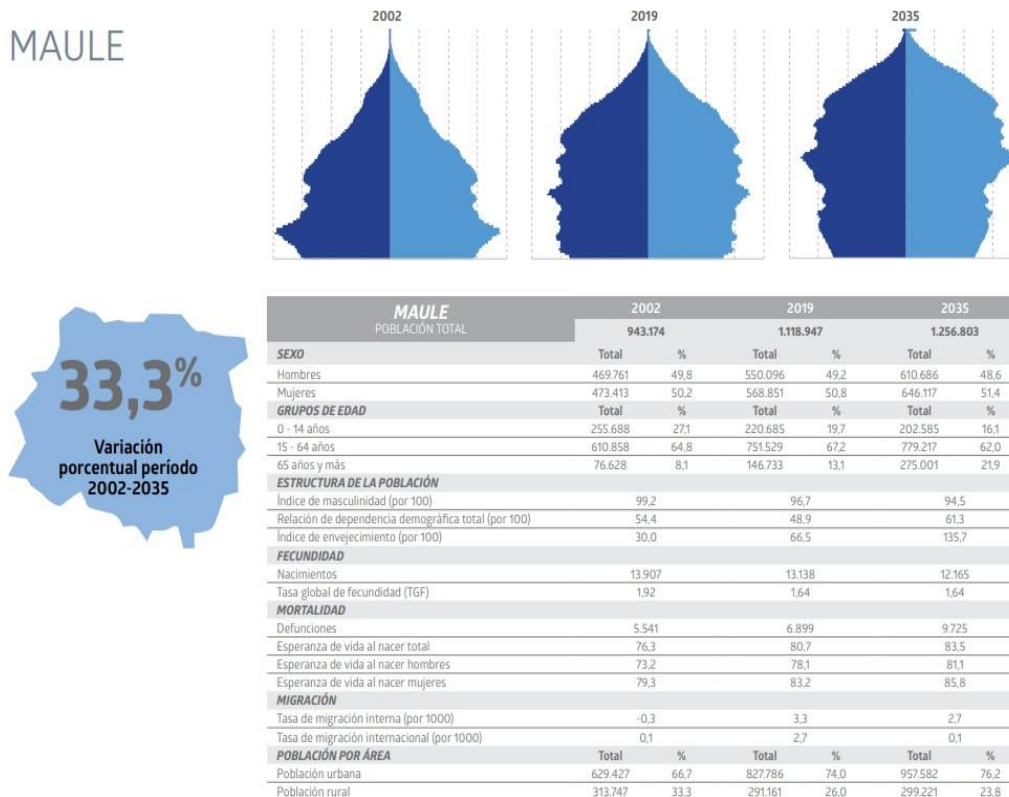 MAULE
2002 2019 2035
33,3%
Variación
porcentual período
2002-2035
MAULE 2002 2019 2035
POBLACIÓN TOTAL 943.174 1.118.947 1.256.803
SEXO Total % Total % Total %
Hombres 469.761 49,8 550.096 49,2 610.686 48,6
Mujeres 473.413 50,2 568.851 50,8 646.117 51,4
GRUPOS DE EDAD Total % Total % Total %
0 - 14 años 255.688 27,1 220.685 19,7 202.585 16,1
15 - 64 años 610.858 64,8 751.529 67,2 779.217 62,0
65 años y más 76.628 8,1 146.733 13,1 275.001 21,9
ESTRUCTURA DE LA POBLACIÓN
Índice de masculinidad (por 100) 99,2 96,7 94,5
Relación de dependencia demográfica total (por 100) 54,4 48,9 61,3
Índice de envejecimiento (por 100) 30,0 66,5 135,7
FECUNDIDAD
Nacimientos 13.907 13.138 12.165
Tasa global de fecundidad (TGF) 1,92 1,64 1,64
MORTALIDAD
Defunciones 5.541 6.899 9.725
Esperanza de vida al nacer total 76,3 80,7 83,5
Esperanza de vida al nacer hombres 73,2 78,1 81,1
Esperanza de vida al nacer mujeres 79,3 83,2 85,8
MIGRACIÓN
Tasa de migración interna (por 1000) -0,3 3,3 2,7
Tasa de migración internacional (por 1000) 0,1 2,7 0,1
POBLACIÓN POR ÁREA Total % Total % Total %
Población urbana 629.427 66,7 827.786 74,0 957.582 76,2
Población rural 313.747 33,3 291.161 26,0 299.221 23,8